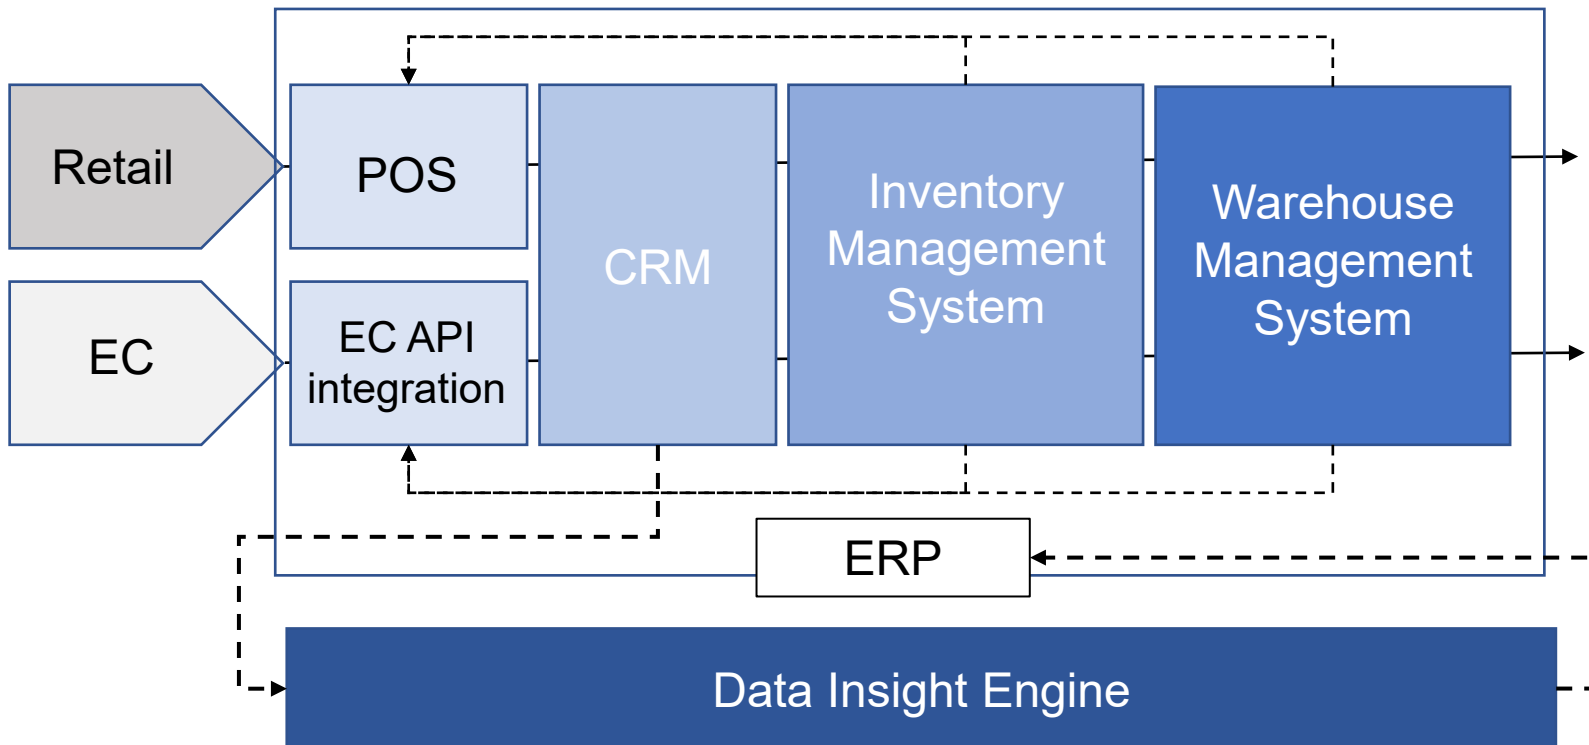 Retail
POS
EC
EC API
integration
CRM
Inventory
Management
System
Warehouse
Management
System
ERP
Data Insight Engine